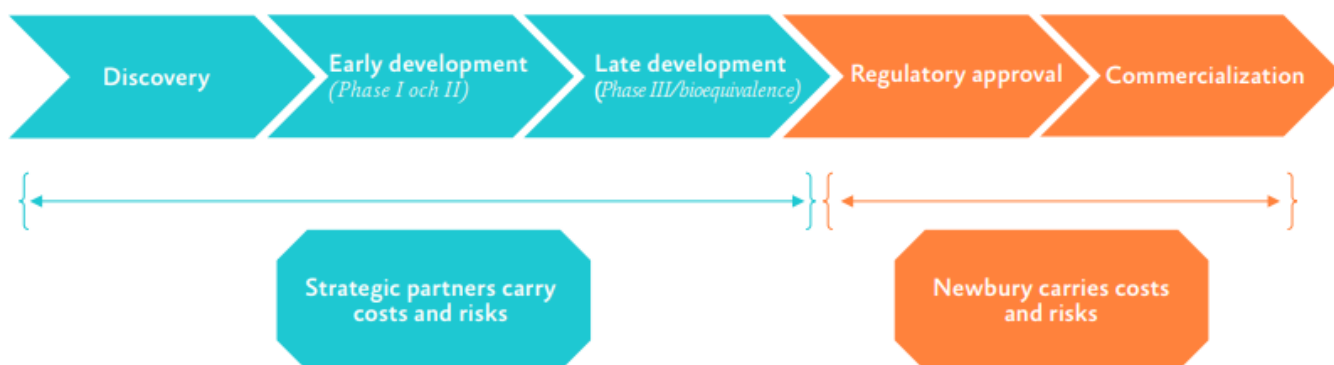 Discovery
Early development
(Phase I och II)
Late development
(Phase III/bioequivalence)
Regulatory approval
Commercialization
Strategic partners carry
costs and risks
Newbury carries costs
and risks